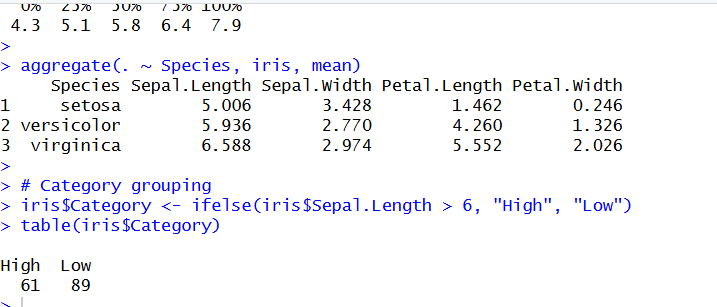 0% 25% 50% 75% 100%
4.3 5.1 5.8 6.4 7.9
>
> aggregate(. ~ Species, iris, mean)
Species Sepal.Length Sepal.Width Petal.Length Petal.Width
1 setosa 5.006 3.428 1.462 0.246
2 versicolor 5.936 2.770 4.260 1.326
3 virginica 6.588 2.974 5.552 2.026
>
> # Category grouping
> iris$Category <- ifelse(iris$Sepal.Length > 6, "High", "Low")
> table(iris$Category)
High Low
61 89
>